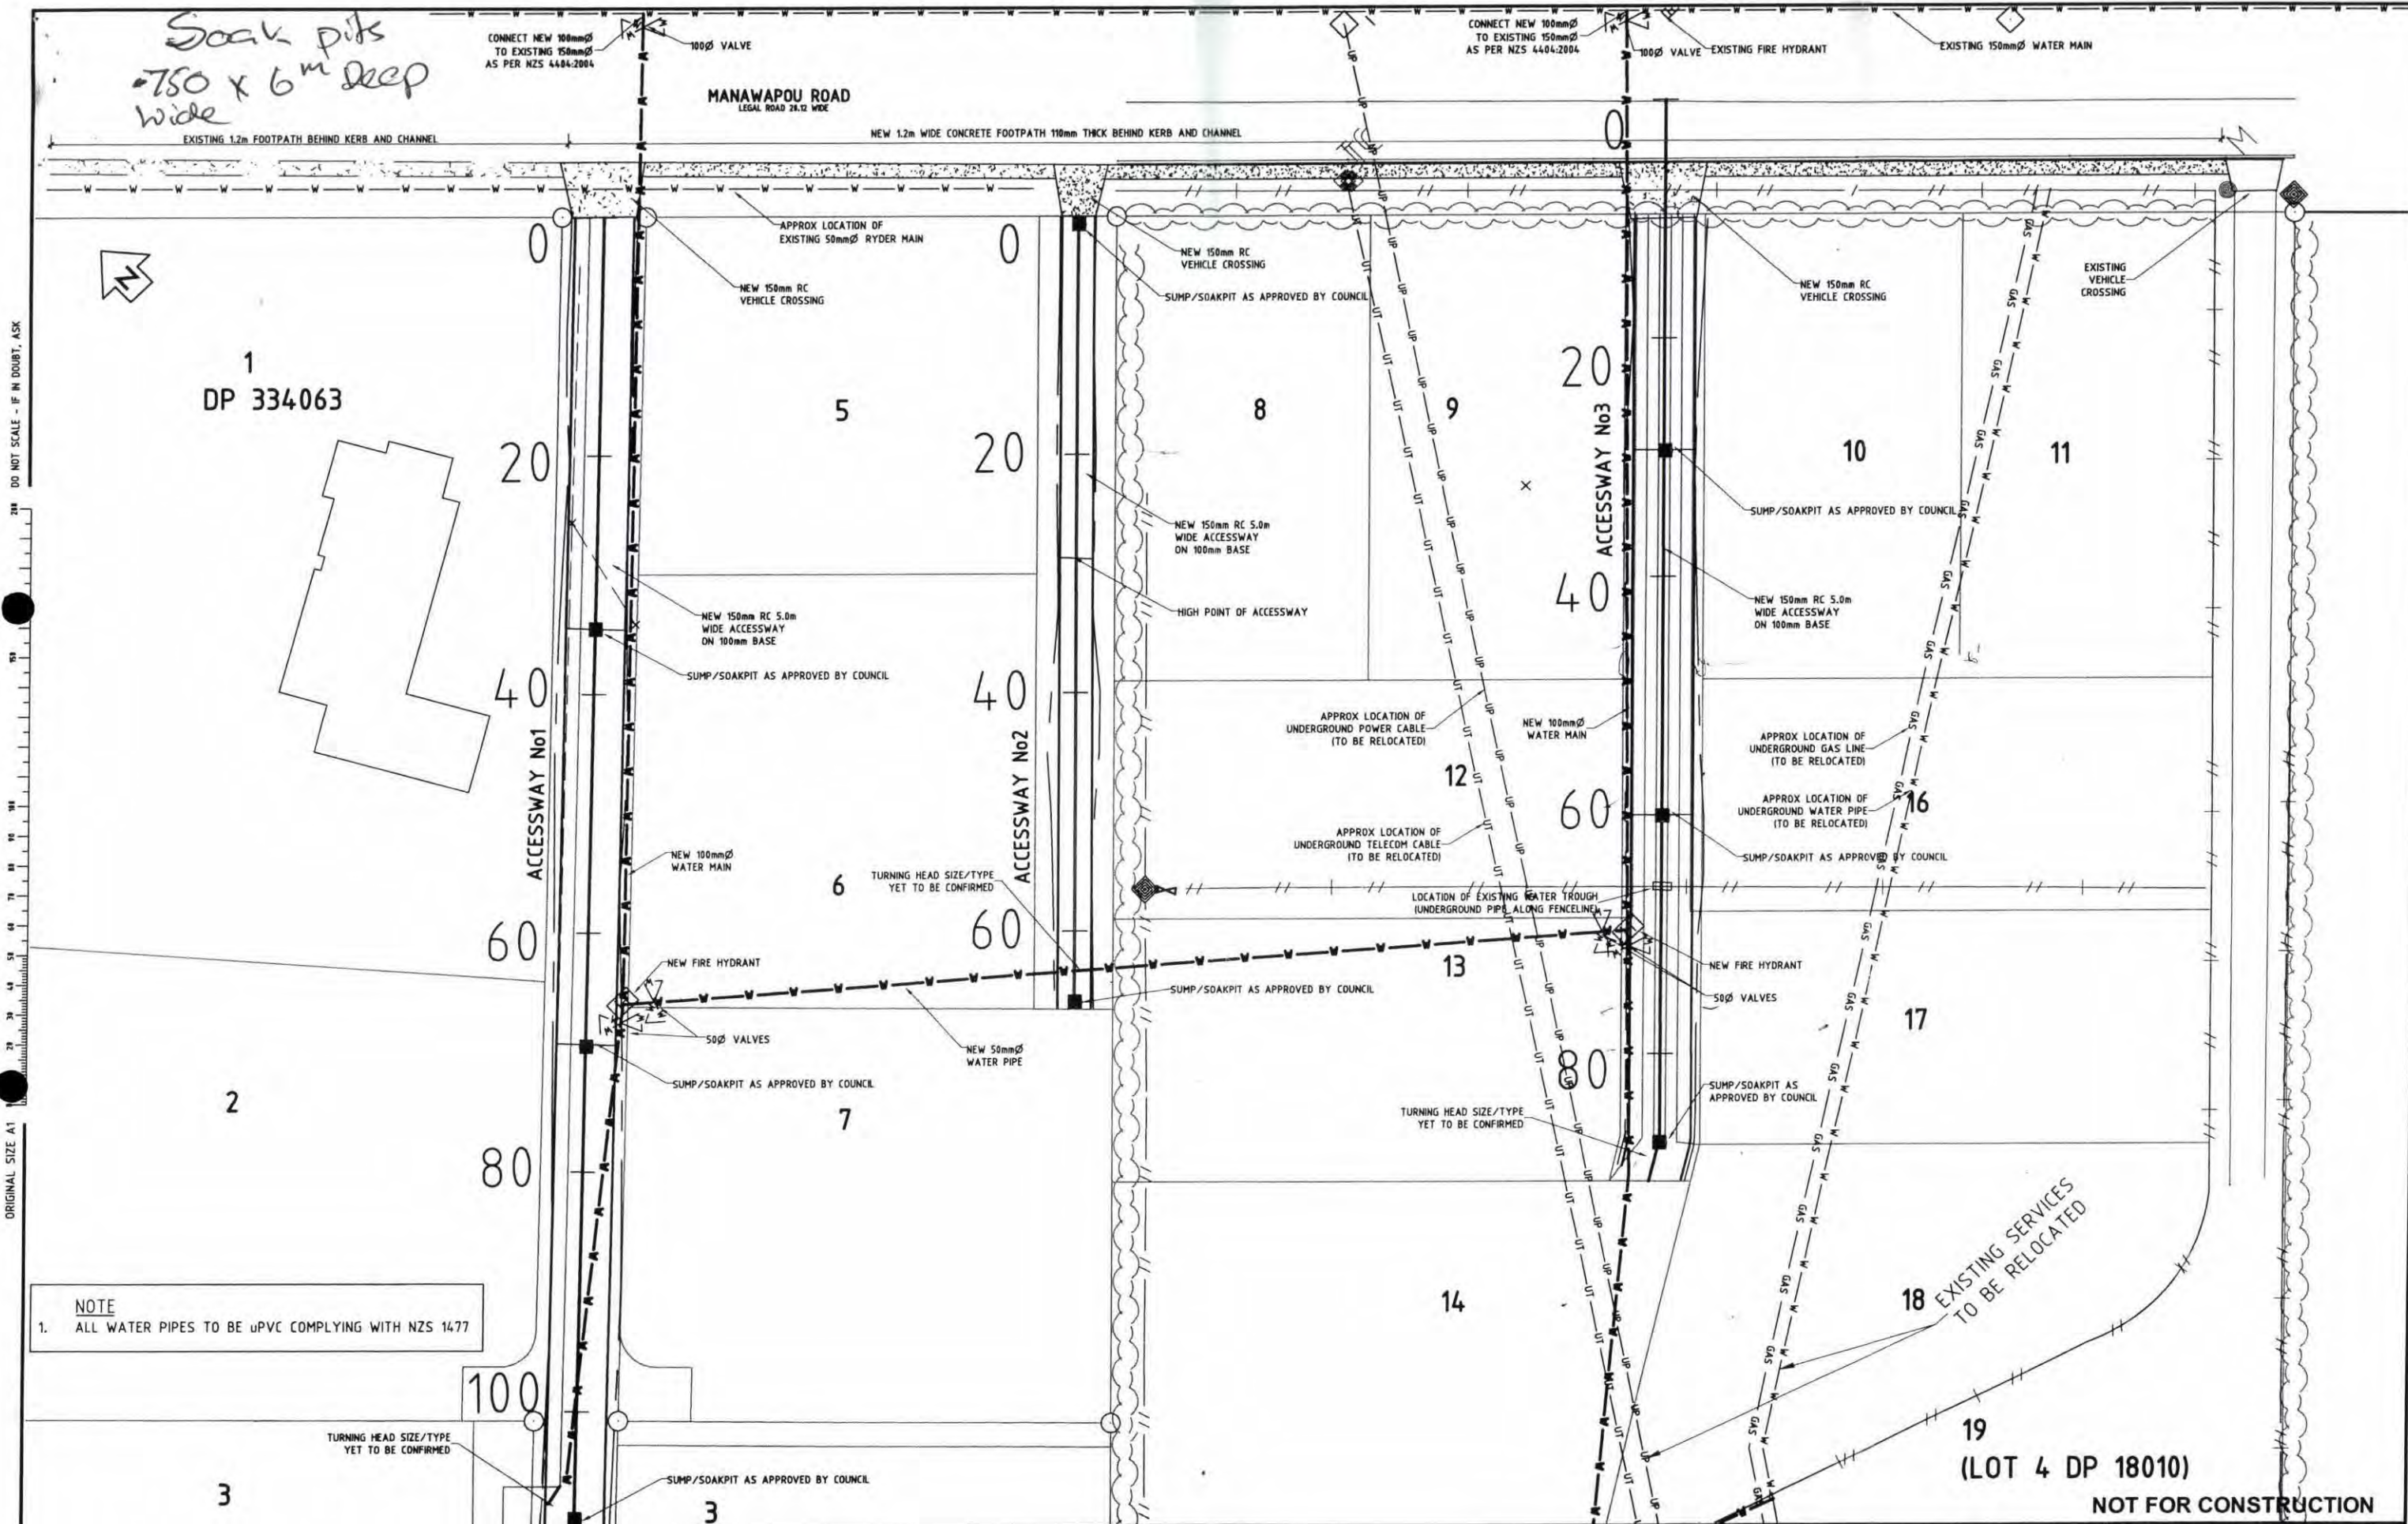 Soak pits
.750 x 6m Deep
Wide
CONNECT NEW 100mmØ
TO EXISTING 150mmØ
AS PER NZS 4404:2004
100Ø VALVE
MANAWAPOU ROAD
LEGAL ROAD 20.12 WIDE
CONNECT NEW 100mmØ
TO EXISTING 150mmØ
AS PER NZS 4404:2004
100Ø VALVE
EXISTING FIRE HYDRANT
EXISTING 150mmØ WATER MAIN
EXISTING 1.2m FOOTPATH BEHIND KERB AND CHANNEL
NEW 1.2m WIDE CONCRETE FOOTPATH 110mm THICK BEHIND KERB AND CHANNEL
0
APPROX LOCATION OF
EXISTING 50mmØ RYDER MAIN
NEW 150mm RC
VEHICLE CROSSING
0
0
NEW 150mm RC
VEHICLE CROSSING
SUMP/SOAKPIT AS APPROVED BY COUNCIL
NEW 150mm RC
VEHICLE CROSSING
EXISTING
VEHICLE
CROSSING
N
DO NOT SCALE - IF IN DOUBT, ASK
1
DP 334063
5
8
9
10
11
20
20
20
ACCESSWAY No3
SUMP/SOAKPIT AS APPROVED BY COUNCIL
NEW 150mm RC 5.0m
WIDE ACCESSWAY
ON 100mm BASE
HIGH POINT OF ACCESSWAY
NEW 150mm RC 5.0m
WIDE ACCESSWAY
ON 100mm BASE
SUMP/SOAKPIT AS APPROVED BY COUNCIL
NEW 150mm RC 5.0m
WIDE ACCESSWAY
ON 100mm BASE
40
40
40
ACCESSWAY No1
ACCESSWAY No2
APPROX LOCATION OF
UNDERGROUND POWER CABLE
(TO BE RELOCATED)
NEW 100mmØ
WATER MAIN
APPROX LOCATION OF
UNDERGROUND GAS LINE
(TO BE RELOCATED)
12
APPROX LOCATION OF
UNDERGROUND WATER PIPE
(TO BE RELOCATED)
16
60
APPROX LOCATION OF
UNDERGROUND TELECOM CABLE
(TO BE RELOCATED)
SUMP/SOAKPIT AS APPROVED BY COUNCIL
NEW 100mmØ
WATER MAIN
6
TURNING HEAD SIZE/TYPE
YET TO BE CONFIRMED
LOCATION OF EXISTING WATER TROUGH
(UNDERGROUND PIPE ALONG FENCELINE)
60
60
NEW FIRE HYDRANT
13
NEW FIRE HYDRANT
SUMP/SOAKPIT AS APPROVED BY COUNCIL
50Ø VALVES
50Ø VALVES
NEW 50mmØ
WATER PIPE
17
SUMP/SOAKPIT AS APPROVED BY COUNCIL
2
7
80
80
SUMP/SOAKPIT AS
APPROVED BY COUNCIL
TURNING HEAD SIZE/TYPE
YET TO BE CONFIRMED
ORIGINAL SIZE A1
NOTE
1. ALL WATER PIPES TO BE uPVC COMPLYING WITH NZS 1477
14
18
EXISTING SERVICES
TO BE RELOCATED
100
TURNING HEAD SIZE/TYPE
YET TO BE CONFIRMED
SUMP/SOAKPIT AS APPROVED BY COUNCIL
3
3
19
(LOT 4 DP 18010)
NOT FOR CONSTRUCTION